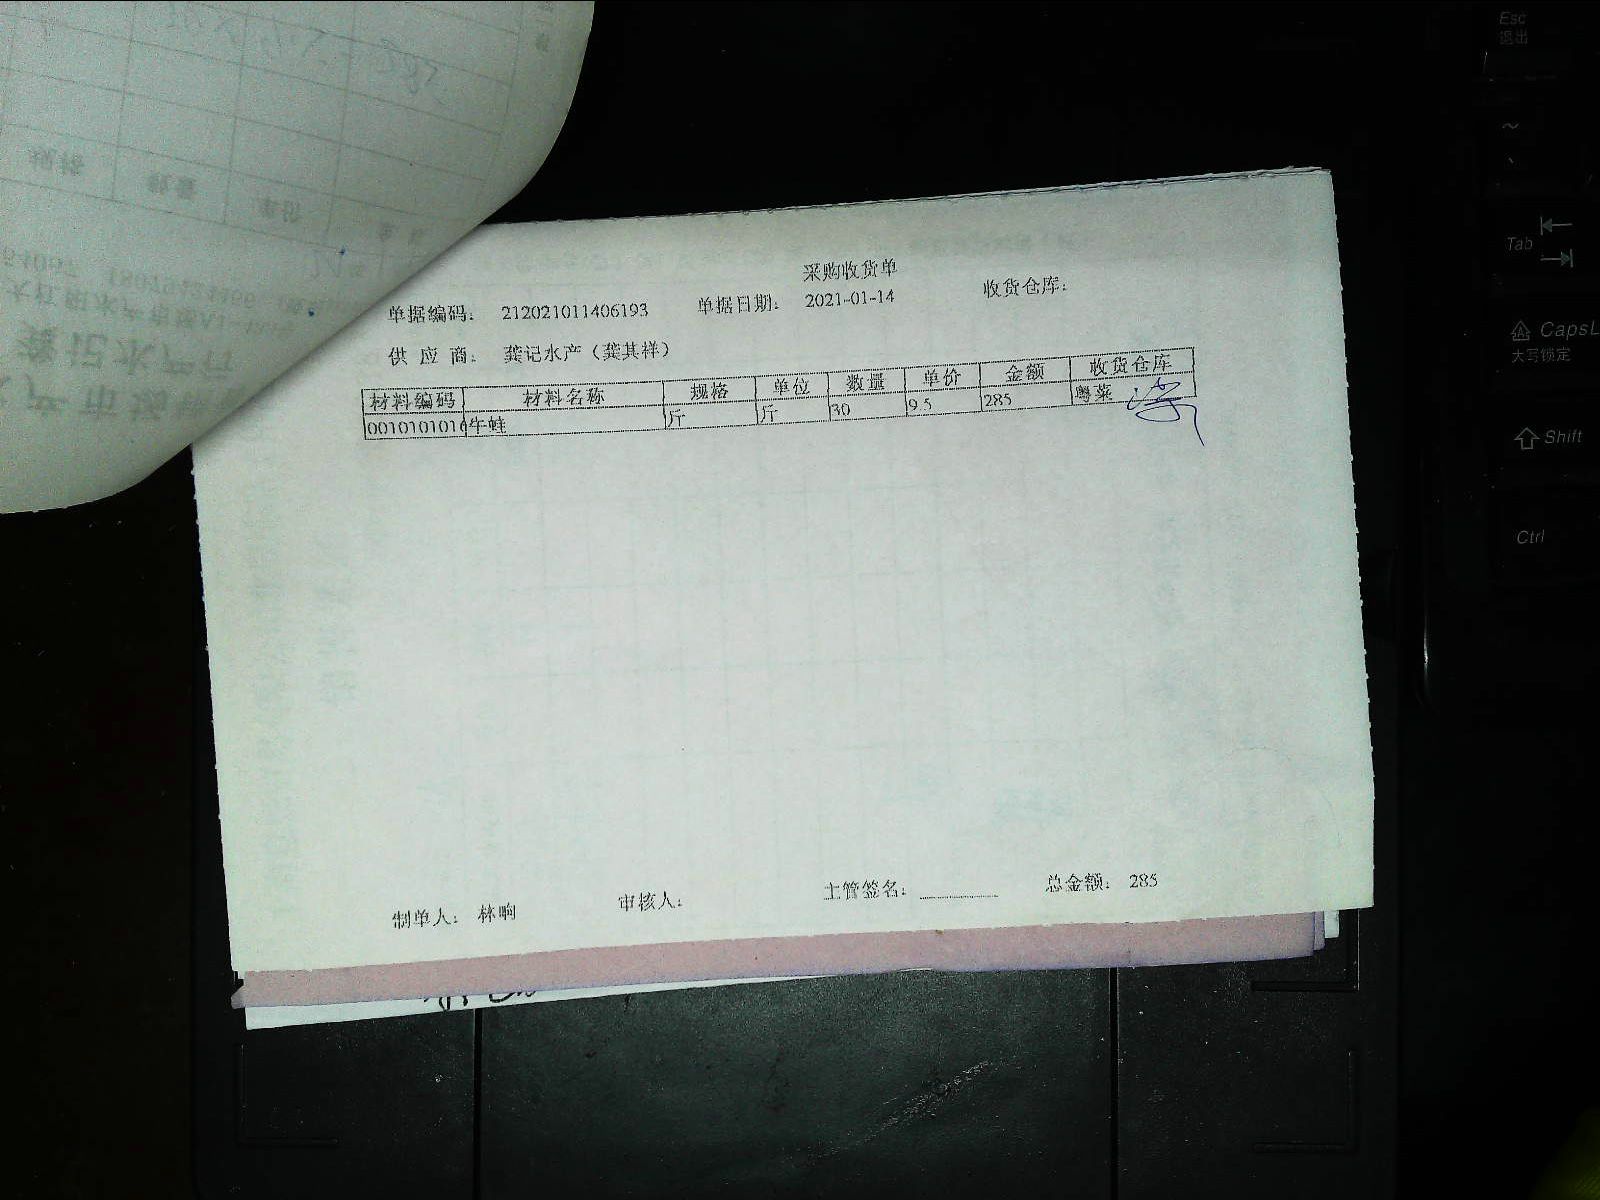 采购收货单
单据编码： 212021011406193 单据日期： 2021-01-14 收货仓库：
供 应 商： 龚记水产（龚其祥）
材料编码 材料名称 规格 单位 数量 单价 金额 收货仓库
0010101010 牛蛙 斤 斤 30 9.5 285 粤菜
制单人： 林响 审核人： 主管签名： 总金额： 285
Esc
退出
~
Tab
CapsL
大写锁定
Shift
Ctrl